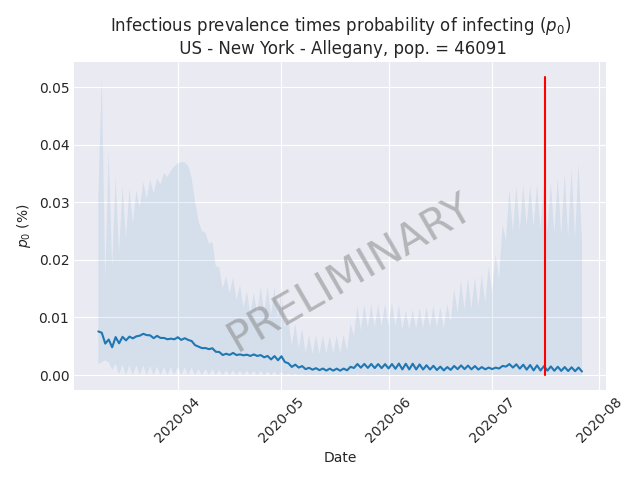 Infectious prevalence times probability of infecting (p₀)
US - New York - Allegany, pop. = 46091
0.05
0.04
0.03
0.02
0.01
0.00
p₀ (%)
PRELIMINARY
2020-04
2020-05
2020-06
2020-07
2020-08
Date